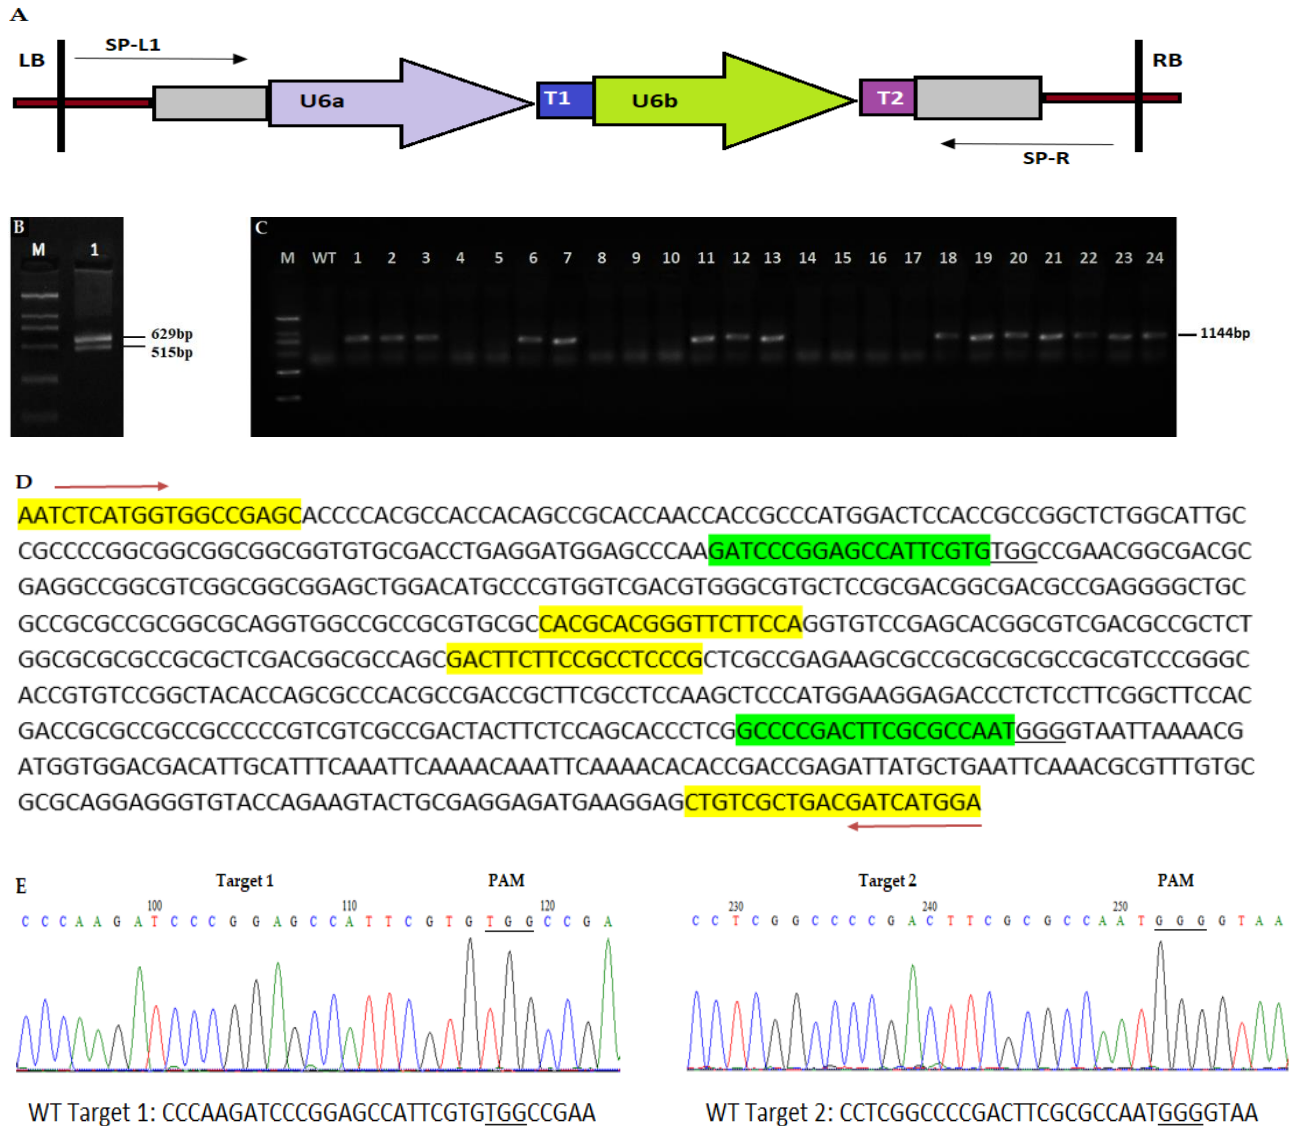 A
LB
SP-L1
U6a
T1
U6b
T2
RB
SP-R
B
M 1
629bp
515bp
C
M WT 1 2 3 4 5 6 7 8 9 10 11 12 13 14 15 16 17 18 19 20 21 22 23 24
1144bp
D
AATCTCATGGTGGCCGAGCACCCCACGCCACCACAGCCGCACCAACCACCGCCCATGGACTCCACCGCCGGCTCTGGCATTGC
CGCCCCGGCGGCGGCGGCGGTGTGCGACCTGAGGATGGAGCCCAAGATCCCGGAGCCATTCGTGTGGCCGAACGGCGACGC
GAGGCCGGCGTCGGCGGCGGAGCTGGACATGCCCGTGGTCGACGTGGGCGTGCTCCGCGACGGCGACGCCGAGGGGCTGC
GCCGCGCCGCGGCGCAGGTGGCCGCCGCGTGCGCCACGCACGGGTTCTTCCAGGTGTCCGAGCACGGCGTCGACGCCGCTCT
GGCGCGCGCCGCGCTCGACGGCGCCAGCGACTTCTTCCGCCTCCCGCTCGCCGAGAAGCGCCGCGCGCGCCGCGTCCCGGGC
ACCGTGTCCGGCTACACCAGCGCCCACGCCGACCGCTTCGCCTCCAAGCTCCCATGGAAGGAGACCCTCTCCTTCGGCTTCCAC
GACCGCGCCGCCGCCCCCGTCGTCGCCGACTACTTCTCCAGCACCCTCGGCCCCGACTTCGCGCCAATGGGGTAATTAAAACG
ATGGTGGACGACATTGCATTTCAAATTCAAAACAAATTCAAAACACACCGACCGAGATTATGCTGAATTCAAACGCGTTTGTGC
GCGCAGGAGGGTGTACCAGAAGTACTGCGAGGAGATGAAGGAGCTGTCGCTGACGATCATGGA
E
Target 1 PAM
100 110 120
C C C A A G A T C C C G G A G C C A T T C G T G T G G C C G A
WT Target 1: CCCAAGATCCCGGAGCCATTCGTGTGGCCGAA
Target 2 PAM
230 240 250
C C T C G G C C C C G A C T T C G C G C C A A T G G G G T A A
WT Target 2: CCTCGGCCCCGACTTCGCGCCAATGGGGTAA